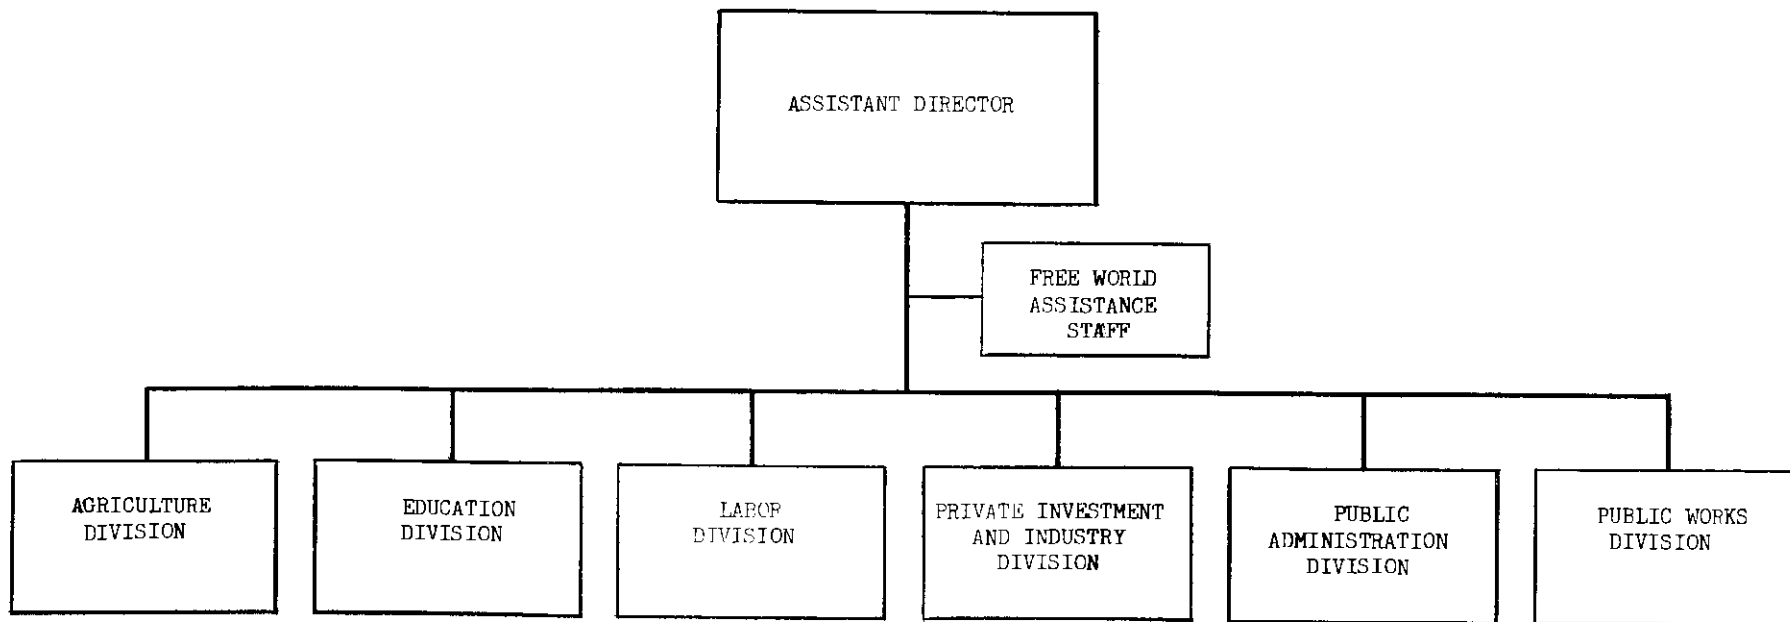 ASSISTANT DIRECTOR
FREE WORLD
ASSISTANCE
STAFF
AGRICULTURE
DIVISION
EDUCATION
DIVISION
LABOR
DIVISION
PRIVATE INVESTMENT
AND INDUSTRY
DIVISION
PUBLIC
ADMINISTRATION
DIVISION
PUBLIC WORKS
DIVISION